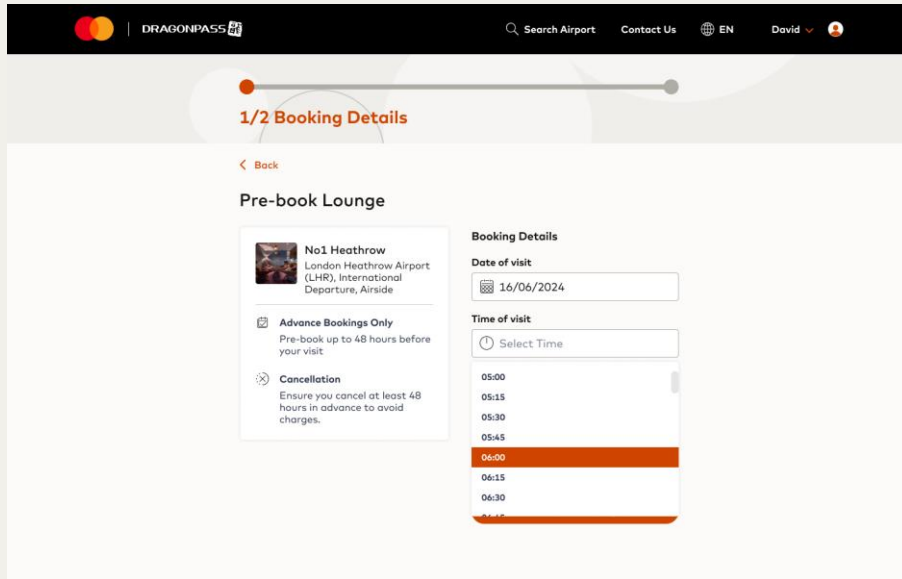 DRAGONPASS
Search Airport
Contact Us
EN
David
1/2 Booking Details
Back
Pre-book Lounge
No1 Heathrow
London Heathrow Airport
(LHR), International
Departure, Airside
Advance Bookings Only
Pre-book up to 48 hours before
your visit
Cancellation
Ensure you cancel at least 48
hours in advance to avoid
charges.
Booking Details
Date of visit
16/06/2024
Time of visit
Select Time
05:00
05:15
05:30
05:45
06:00
06:15
06:30